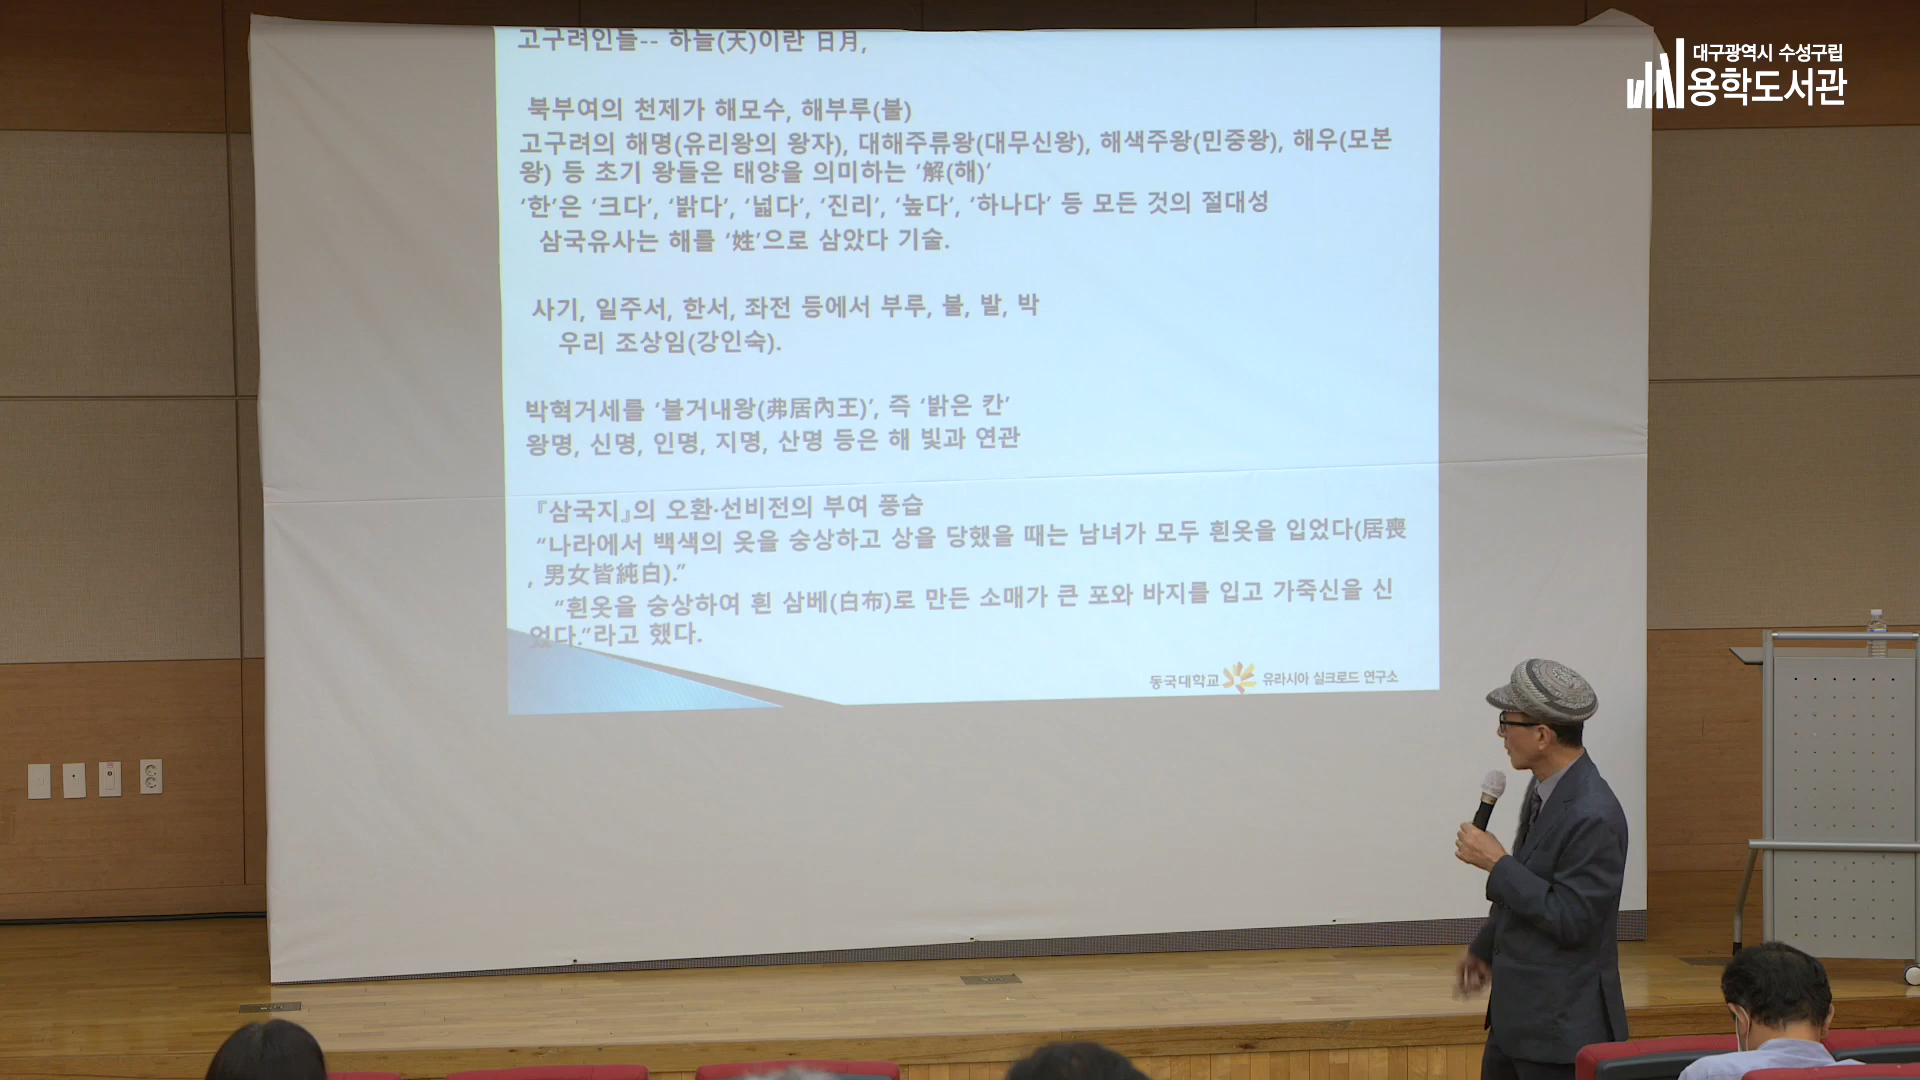 고구려인들-- 하늘(天)이란 日月,
북부여의 천제가 해모수, 해부루(불)
고구려의 해명(유리왕의 왕자), 대해주류왕(대무신왕), 해색주왕(민중왕), 해우(모본
왕) 등 초기 왕들은 태양을 의미하는 ‘解(해)’
‘한’은 ‘크다’, ‘밝다’, ‘넓다’, ‘진리’, ‘높다’, ‘하나다’ 등 모든 것의 절대성
삼국유사는 해를 ‘姓’으로 삼았다 기술.
사기, 일주서, 한서, 좌전 등에서 부루, 불, 발, 박
우리 조상임(강인숙).
박혁거세를 ‘불거내왕(弗居內王)’, 즉 ‘밝은 칸’
왕명, 신명, 인명, 지명, 산명 등은 해 빛과 연관
『삼국지』의 오환·선비전의 부여 풍습
“나라에서 백색의 옷을 숭상하고 상을 당했을 때는 남녀가 모두 흰옷을 입었다(居喪
, 男女皆純白).”
“흰옷을 숭상하여 흰 삼베(白布)로 만든 소매가 큰 포와 바지를 입고 가죽신을 신
었다.”라고 했다.
동국대학교 유라시아 실크로드 연구소
대구광역시 수성구립
용학도서관